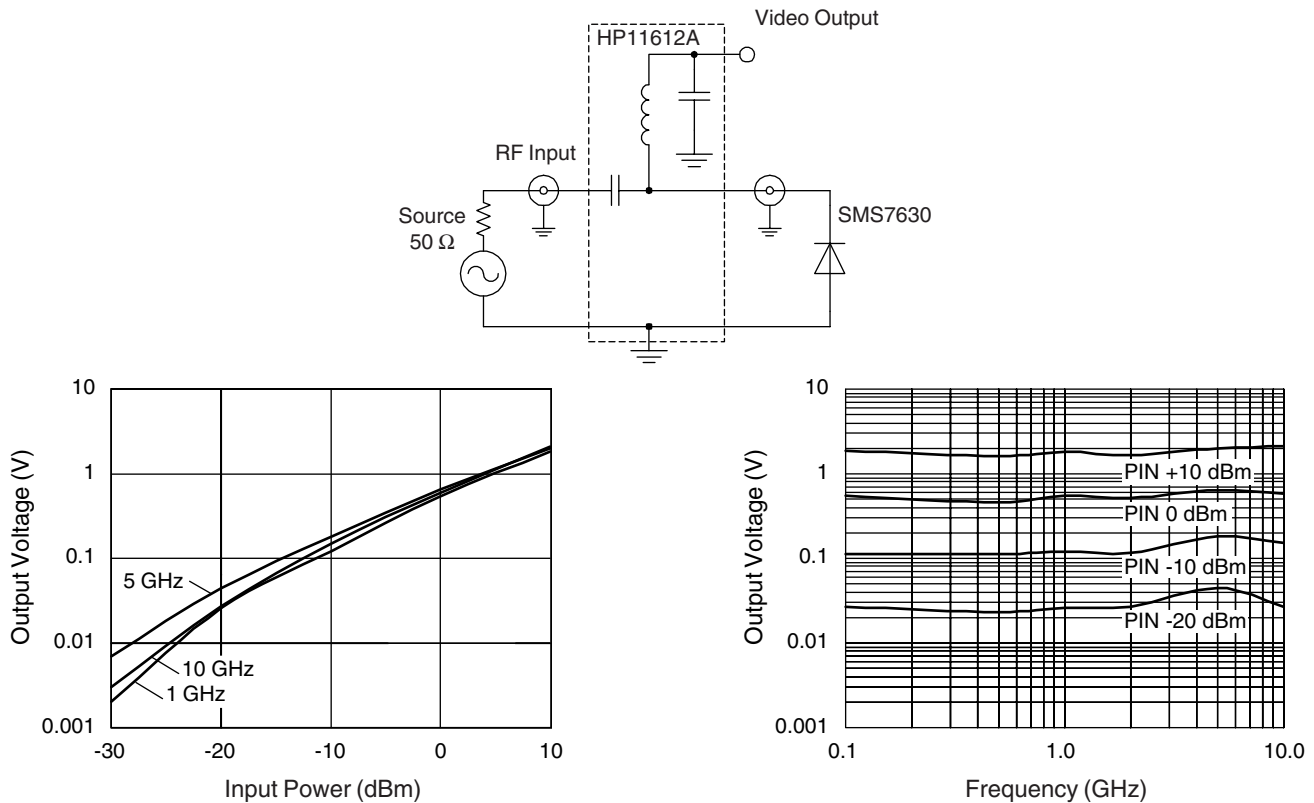 Video Output
HP11612A
RF Input
Source
50 Ω
SMS7630
10
1
0.1
0.01
0.001
Output Voltage (V)
5 GHz
10 GHz
1 GHz
-30
-20
-10
0
10
Input Power (dBm)
10
1
0.1
0.01
0.001
Output Voltage (V)
PIN +10 dBm
PIN 0 dBm
PIN -10 dBm
PIN -20 dBm
0.1
1.0
10.0
Frequency (GHz)